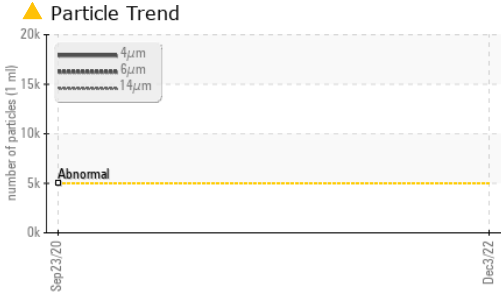 Particle Trend
20k
15k
10k
5k
0k
number of particles (1 ml)
4µm
6µm
14µm
Abnormal
Sep23/20
Dec3/22